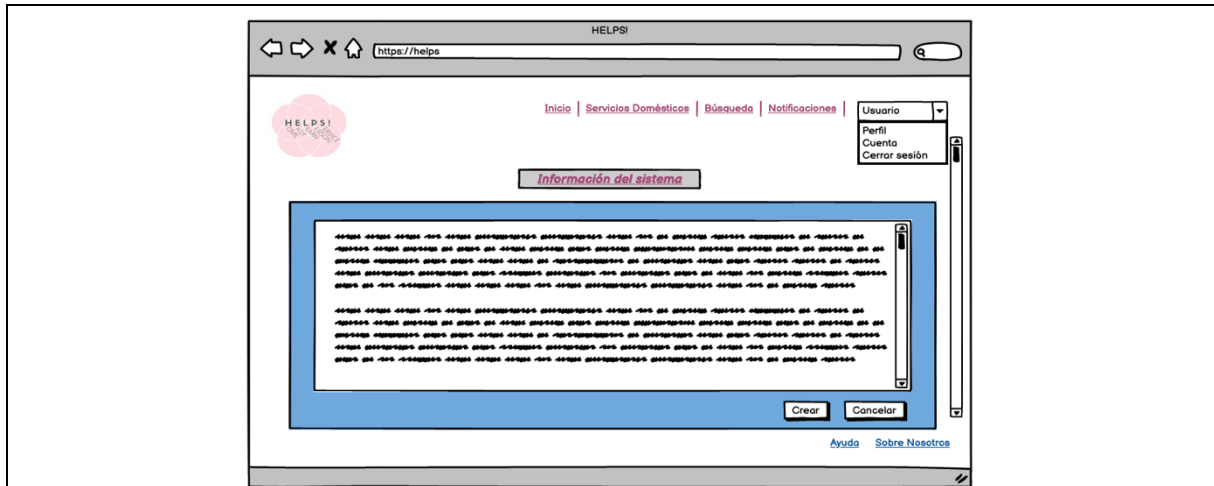 HELPS!
https://helps
HELPS!
Inicio | Servicios Domésticos | Búsqueda | Notificaciones |
Usuario
Perfil
Cuenta
Cerrar sesión
Información del sistema
Crear
Cancelar
Ayuda
Sobre Nosotros